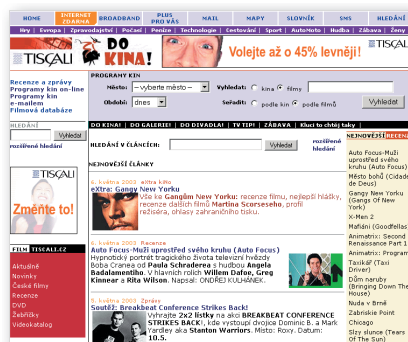 HOME
INTERNET ZDARMA
BROADBAND
PLUS PRO VÁS
MAIL
MAPY
SLOVNÍK
SMS
HLEDÁNÍ
Hry | Evropa | Zpravodajství | Počasí | Peníze | Technologie | Cestování | Sport | AutoMoto | Hudba | Zábava | Ženy
TISCALI
DO KINA!
Volejte až o 45% levněji!
TISCALI
Recenze a zprávy
Programy kin on-line
Programy kin
e-mailem
Filmová databáze
PROGRAMY KIN
Město: -- vyberte město --
Vyhledat: kina filmy
Období: dnes
Seřadit: podle kin podle filmů
Vyhledat
DO KINA! | DO GALERIE! | DO DIVADLA! | TV TIP! | ZÁBAVA | Kluci to chtěj taky!
HLEDÁNÍ
Vyhledat
rozšířené hledání
HLEDÁNÍ V ČLÁNCÍCH:
Vyhledat
rozšířené
hledání
TISCALI
Změňte to!
FILM TISCALI.CZ
Aktuálně
Novinky
České filmy
Recenze
DVD
Žebříčky
Videokatalog
NEJNOVĚJŠÍ ČLÁNKY
6. května 2003 eXtra kiNa
eXtra: Gangy New Yorku
Vše ke Gangům New Yorku: recenze filmu, nejlepší hlášky,
recenze dalších filmů Martina Scorseseho, profil
režiséra, ohlasy zahraničního tisku.
6. května 2003 Recenze
Auto Focus-Muži uprostřed svého kruhu (Auto Focus)
Hypnotický portrét tragického života televizní hvězdy
Boba Cranea od Paula Schradera s hudbou Angela
Badalamentiho. V hlavních rolích Willem Dafoe, Greg
Kinnear a Rita Wilson. Napsal: ONDŘEJ KULHÁNEK.
5. května 2003 Zprávy
Soutěž: Breakbeat Conference Strikes Back!
Vyhrajte 2x2 lístky na akci BREAKBEAT CONFERENCE
STRIKES BACK!, kde vystoupí dvojice Dominic B. a Mark
Yardley aka Stanton Warriors. Místo: Roxy. Datum:
10.5.
NEJNOVĚJŠÍ
Auto Focus-Muži
uprostřed svého
kruhu (Auto Focus)
Město bohů (Cidade
de Deus)
Gangy New Yorku
(Gangs Of New
York)
X-Men 2
Mafiáni (Goodfellas)
Animatrix: Second
Renaissance Part 1
Animatrix: Program
Taxikář (Taxi
Driver)
Dům naruby
(Bringing Down The
House)
Nuda v Brně
Zabriskie Point
Chicago
Slzy slunce (Tears
Of The Sun)